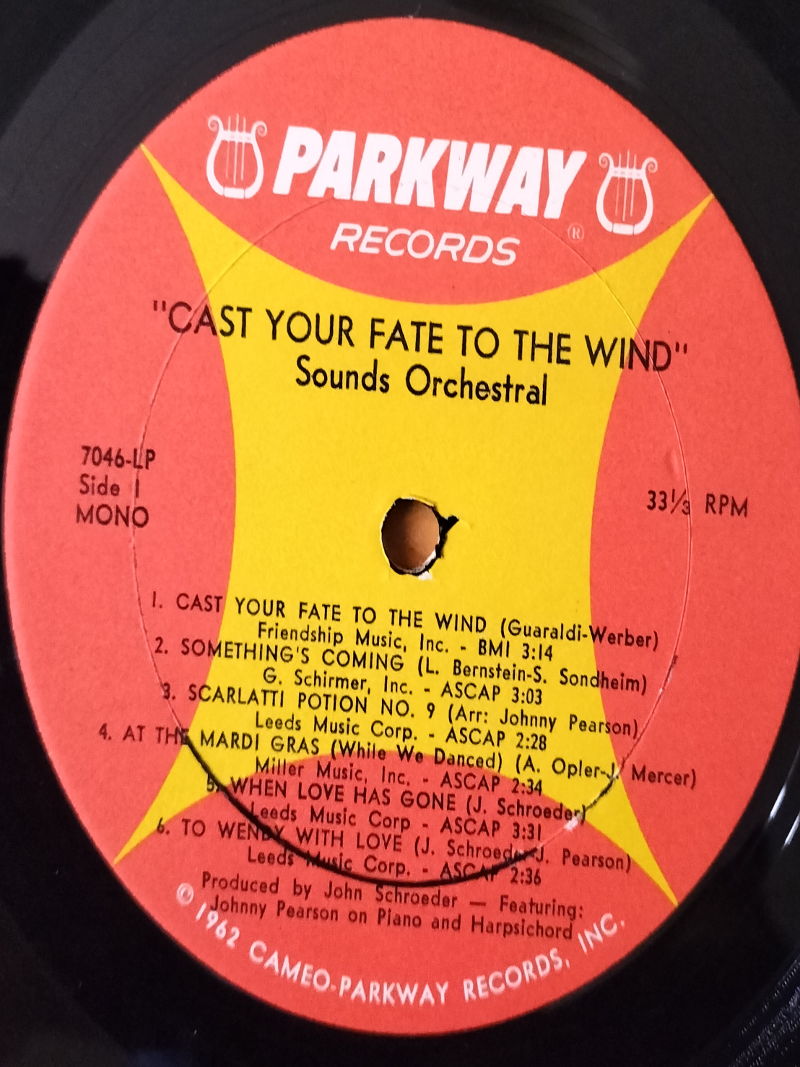 PARKWAY
®
RECORDS
"CAST YOUR FATE TO THE WIND"
Sounds Orchestral
7046-LP
Side 1
MONO
33⅓ RPM
1. CAST YOUR FATE TO THE WIND (Guaraldi-Werber)
Friendship Music, Inc. - BMI 3:14
2. SOMETHING'S COMING (L. Bernstein-S. Sondheim)
G. Schirmer, Inc. - ASCAP 3:03
3. SCARLATTI POTION NO. 9 (Arr: Johnny Pearson)
Leeds Music Corp. - ASCAP 2:28
4. AT THE MARDI GRAS (While We Danced) (A. Opler-J. Mercer)
Miller Music, Inc. - ASCAP 2:34
5. WHEN LOVE HAS GONE (J. Schroeder)
Leeds Music Corp - ASCAP 3:31
6. TO WENDY WITH LOVE (J. Schroeder-J. Pearson)
Leeds Music Corp. - ASCAP 2:36
Produced by John Schroeder — Featuring:
Johnny Pearson on Piano and Harpsichord
© 1962 CAMEO-PARKWAY RECORDS, INC.